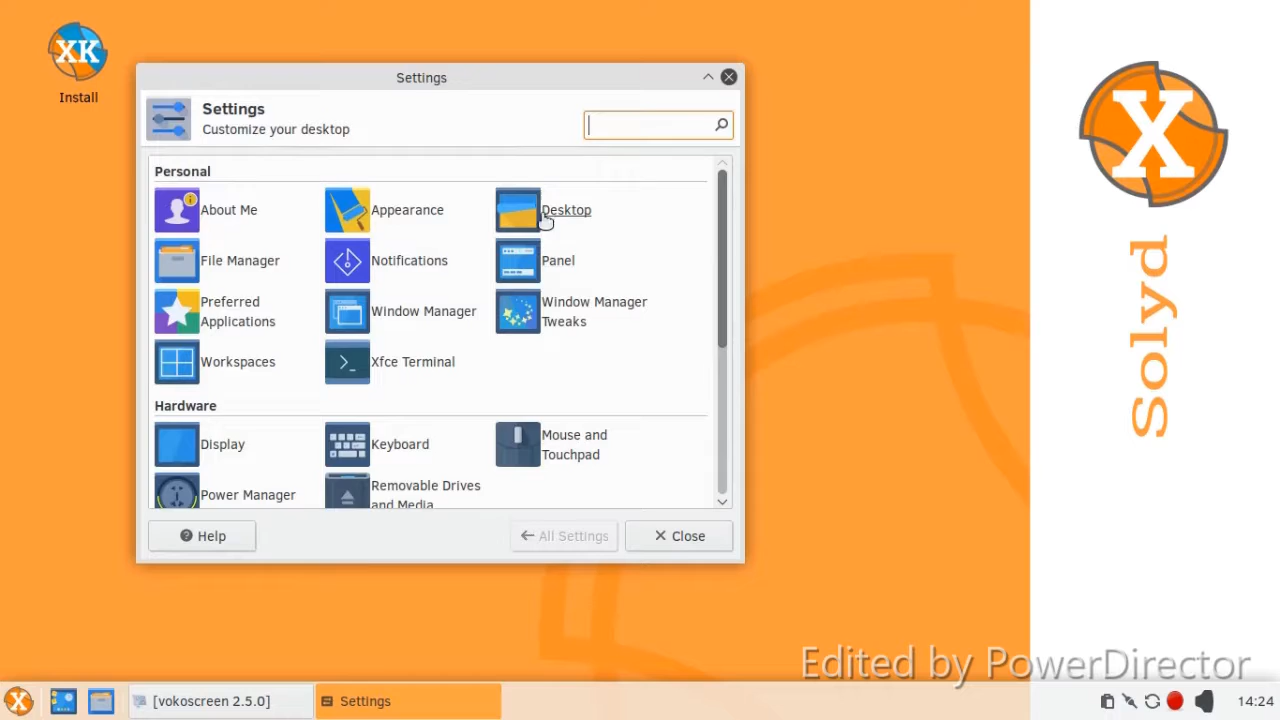 XK
Install
Settings
Settings
Customize your desktop
Personal
About Me
Appearance
Desktop
File Manager
Notifications
Panel
Preferred
Applications
Window Manager
Window Manager
Tweaks
Workspaces
Xfce Terminal
Hardware
Display
Keyboard
Mouse and
Touchpad
Power Manager
Removable Drives
and Media
Help
All Settings
Close
X
Solyd
Edited by PowerDirector
X
[vokoscreen 2.5.0]
Settings
14:24